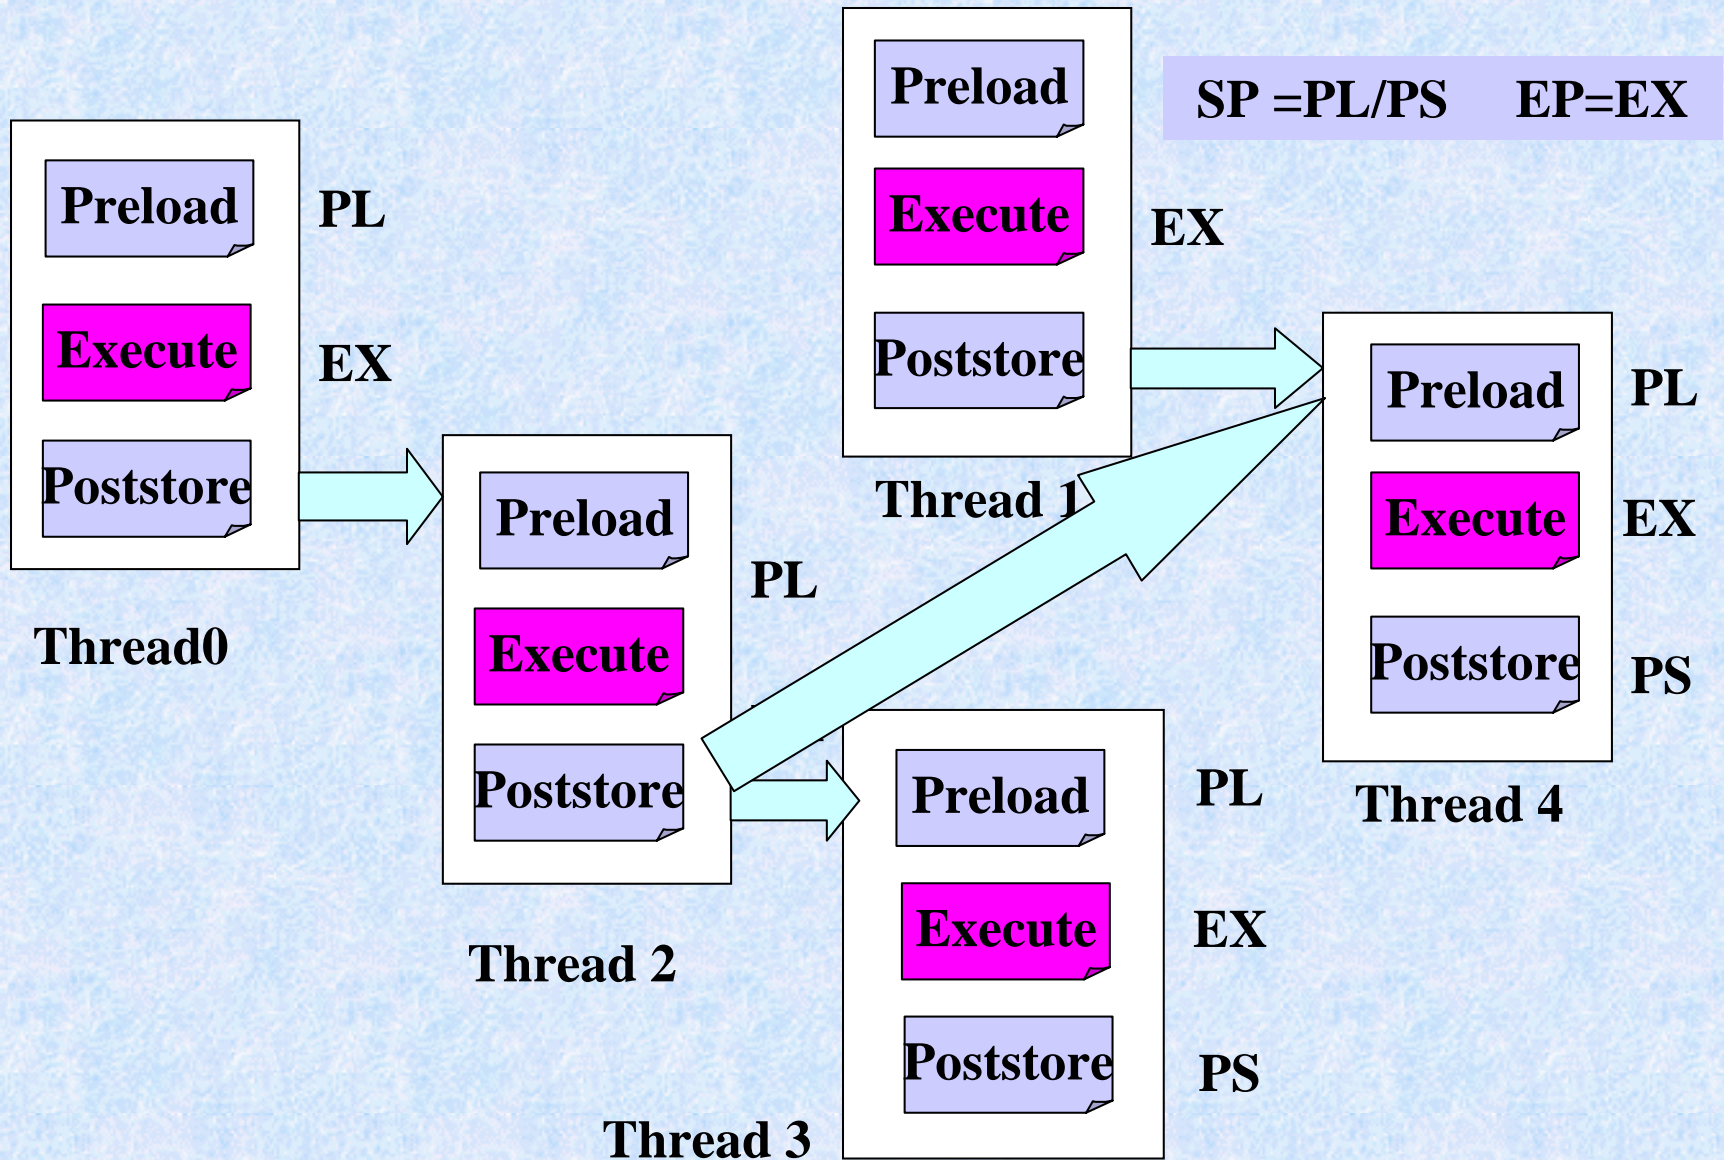 Preload
PL
Execute
EX
Poststore
Thread0
Preload
Execute
EX
Poststore
Thread 1
SP =PL/PS EP=EX
Preload
PL
Execute
Poststore
Thread 2
Preload
PL
Execute
EX
Poststore
PS
Thread 3
Preload
PL
Execute
EX
Poststore
PS
Thread 4